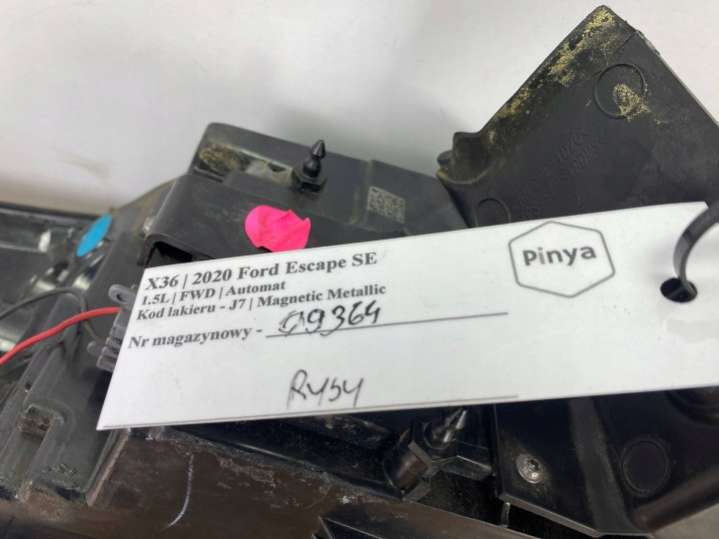 X36 | 2020 Ford Escape SE
1.5L | FWD | Automat
Kod lakieru - J7 | Magnetic Metallic
Nr magazynowy - 09364
Rysy
Pinya